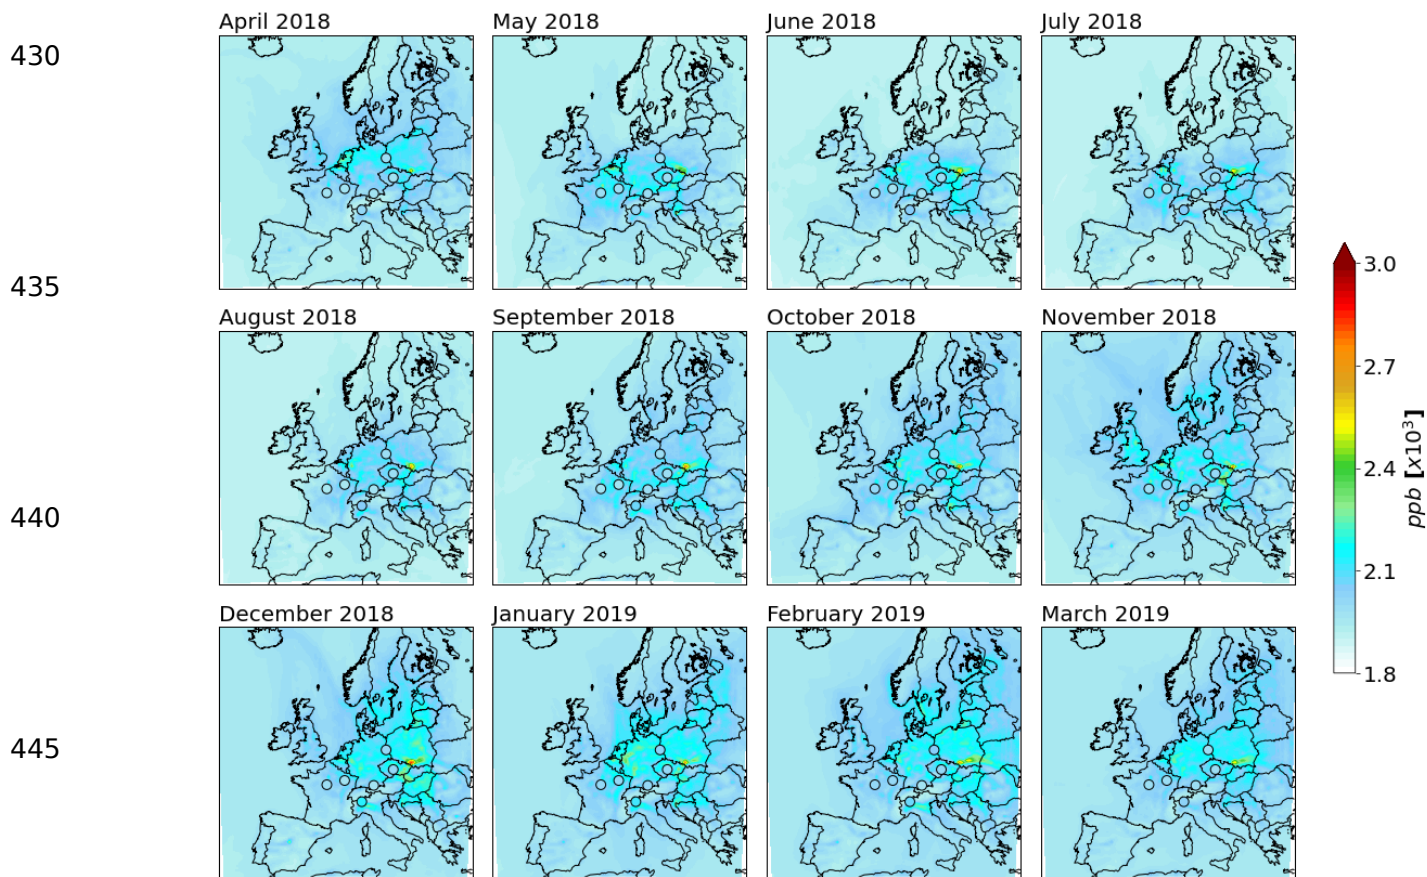 430
April 2018 May 2018 June 2018 July 2018
435
August 2018 September 2018 October 2018 November 2018
440
December 2018 January 2019 February 2019 March 2019
445
3.0
2.7
2.4
2.1
1.8
ppb [x10³]